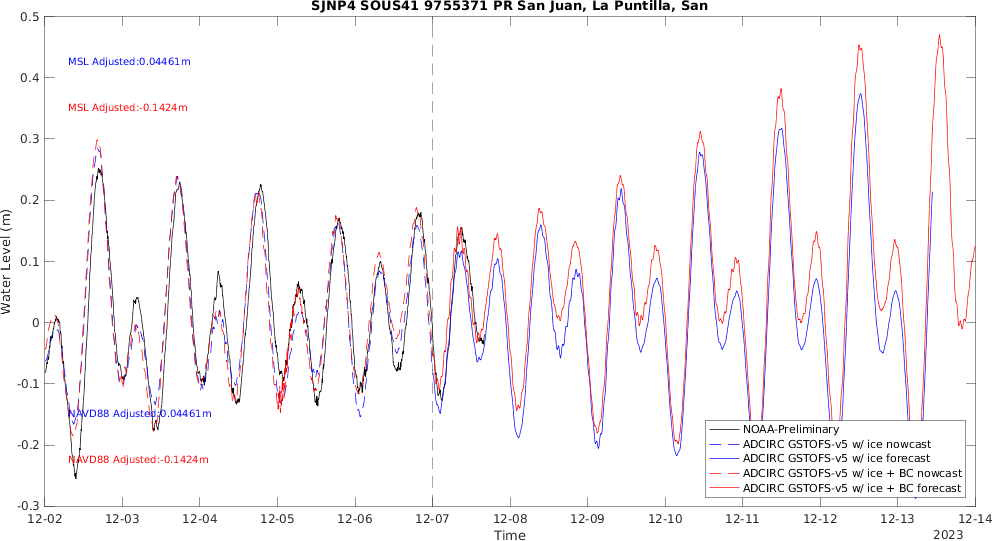 SJNP4 SOUS41 9755371 PR San Juan, La Puntilla, San
0.5
MSL Adjusted:0.04461m
0.4
MSL Adjusted:-0.1424m
0.3
0.2
0.1
Water Level (m)
0
-0.1
NAVD88 Adjusted:0.04461m
-0.2
NAVD88 Adjusted:-0.1424m
-0.3
NOAA-Preliminary
ADCIRC GSTOFS-v5 w/ ice nowcast
ADCIRC GSTOFS-v5 w/ ice forecast
ADCIRC GSTOFS-v5 w/ ice + BC nowcast
ADCIRC GSTOFS-v5 w/ ice + BC forecast
12-02 12-03 12-04 12-05 12-06 12-07 12-08 12-09 12-10 12-11 12-12 12-13 12-14
Time
2023